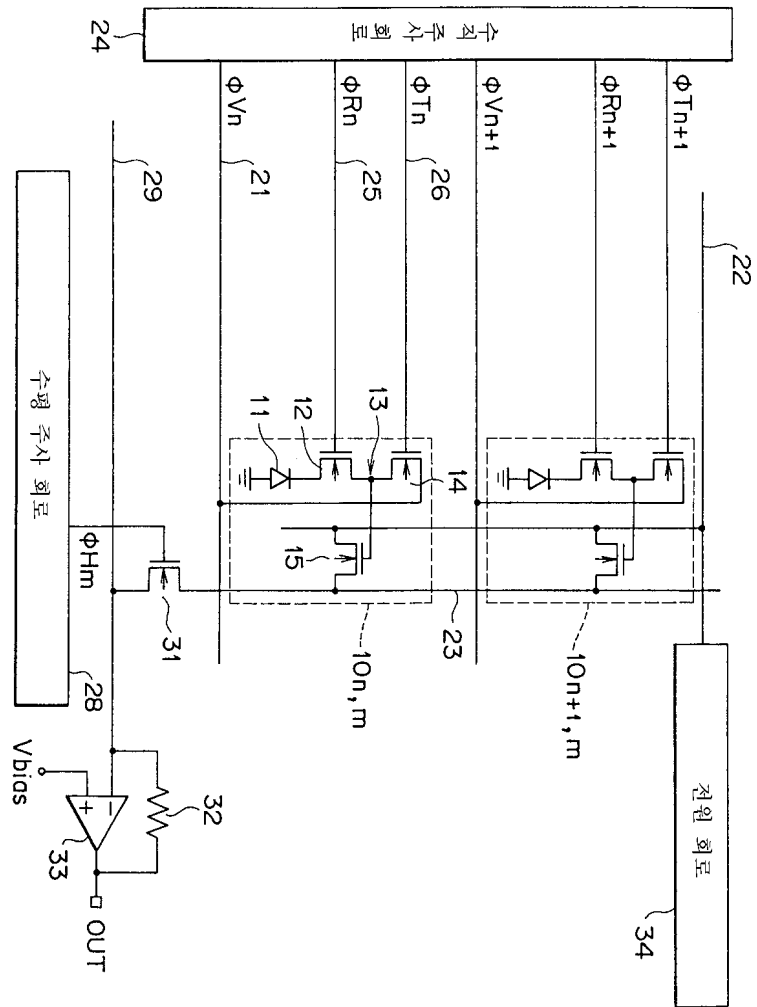 24
수직 주사 회로
φVn
φRn
φTn
φVn+1
φRn+1
φTn+1
29
21
25
26
22
11
12
13
14
15
수평 주사 회로
φHm
31
23
10n,m
10n+1,m
28
Vbias
+
−
33
32
OUT
전원 회로
34